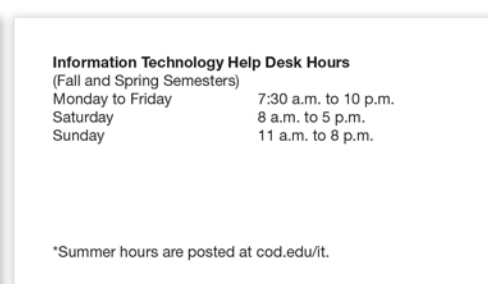 Information Technology Help Desk Hours
(Fall and Spring Semesters)
Monday to Friday 7:30 a.m. to 10 p.m.
Saturday 8 a.m. to 5 p.m.
Sunday 11 a.m. to 8 p.m.
*Summer hours are posted at cod.edu/it.